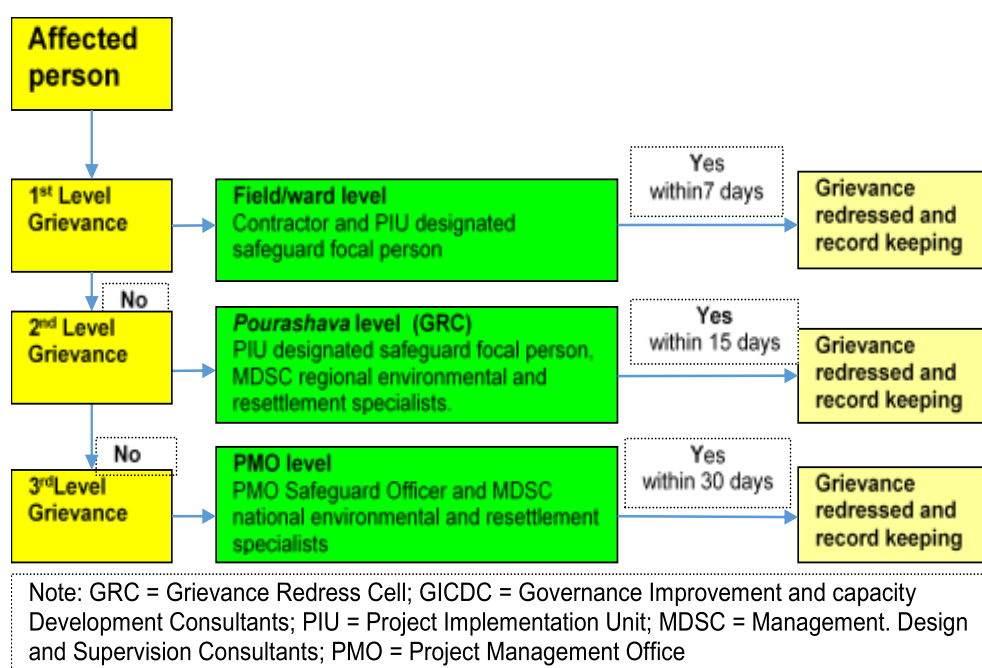 Affected
person
1st Level
Grievance
Field/ward level
Contractor and PIU designated
safeguard focal person
Yes
within7 days
Grievance
redressed and
record keeping
No
2nd Level
Grievance
Pourashava level (GRC)
PIU designated safeguard focal person,
MDSC regional environmental and
resettlement specialists.
Yes
within 15 days
Grievance
redressed and
record keeping
No
3rdLevel
Grievance
PMO level
PMO Safeguard Officer and MDSC
national environmental and resettlement
specialists
Yes
within 30 days
Grievance
redressed and
record keeping
Note: GRC = Grievance Redress Cell; GICDC = Governance Improvement and capacity
Development Consultants; PIU = Project Implementation Unit; MDSC = Management. Design
and Supervision Consultants; PMO = Project Management Office